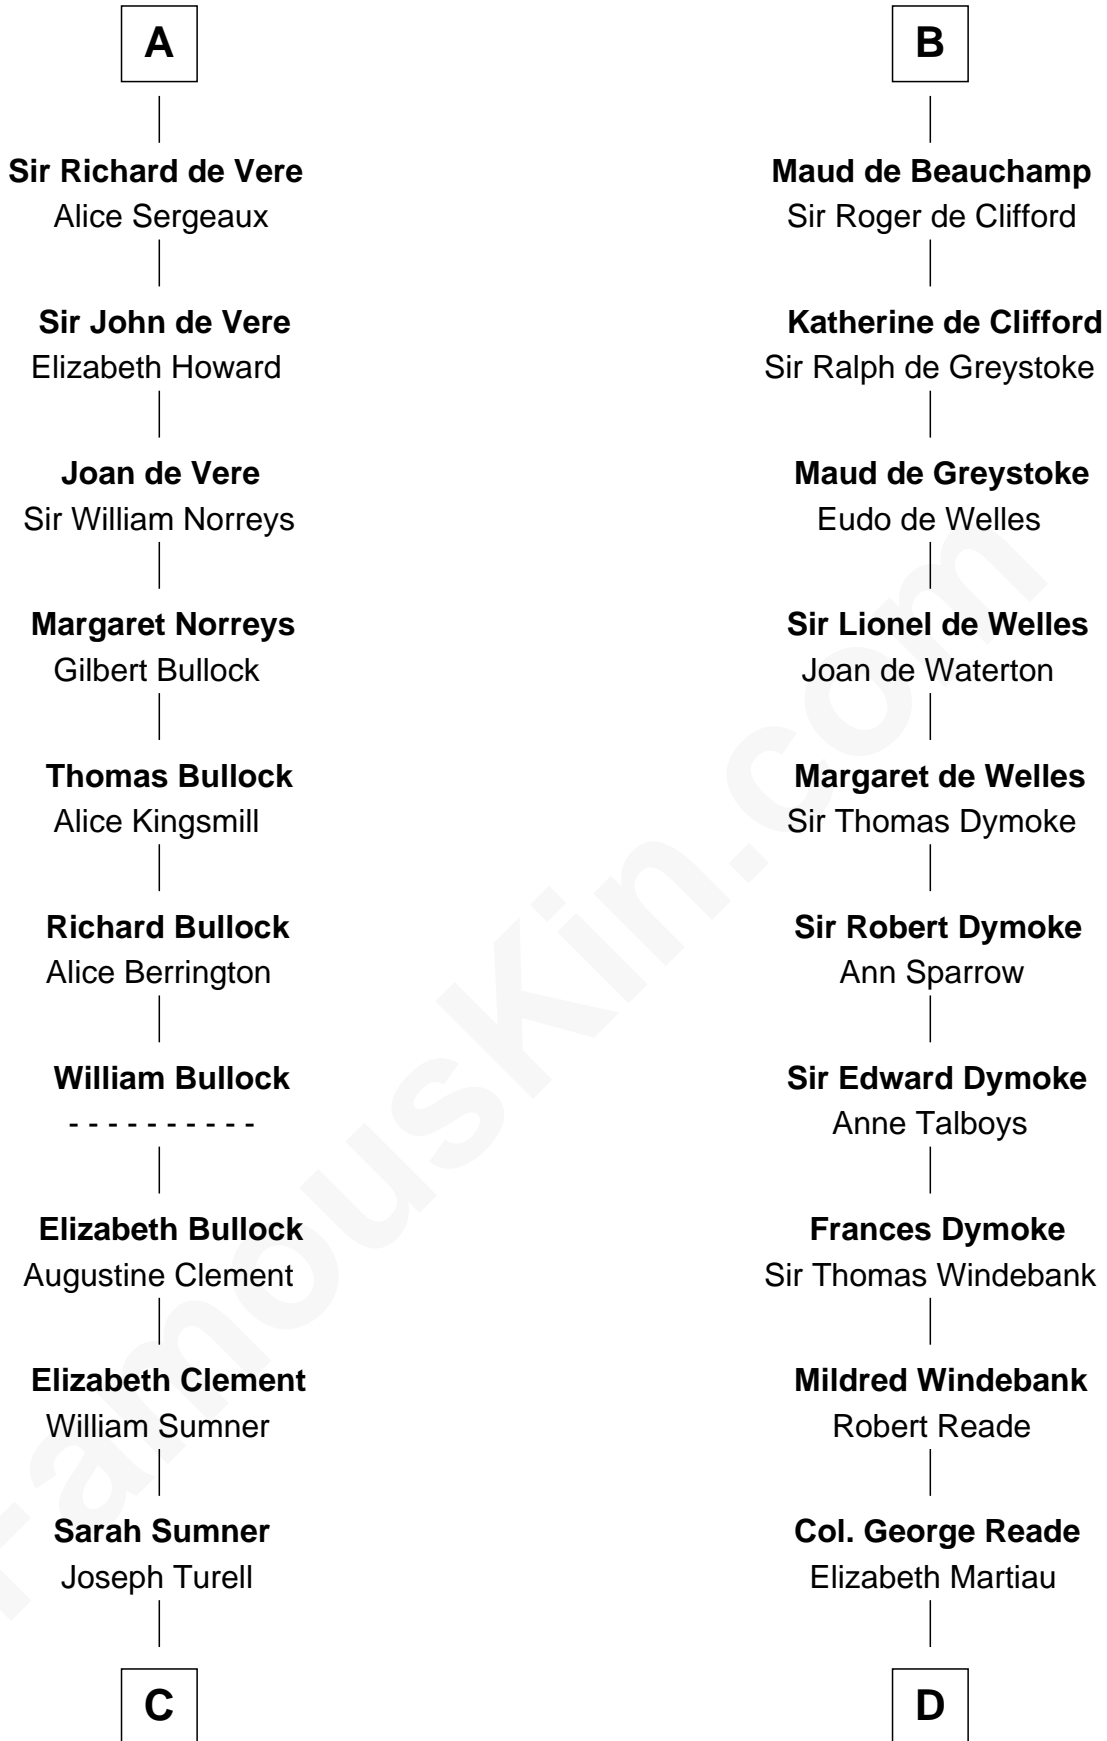 A
Sir Richard de Vere
Alice Sergeaux
Sir John de Vere
Elizabeth Howard
Joan de Vere
Sir William Norreys
Margaret Norreys
Gilbert Bullock
Thomas Bullock
Alice Kingsmill
Richard Bullock
Alice Berrington
William Bullock
- - - - - - - - - -
Elizabeth Bullock
Augustine Clement
Elizabeth Clement
William Sumner
Sarah Sumner
Joseph Turell
C
B
Maud de Beauchamp
Sir Roger de Clifford
Katherine de Clifford
Sir Ralph de Greystoke
Maud de Greystoke
Eudo de Welles
Sir Lionel de Welles
Joan de Waterton
Margaret de Welles
Sir Thomas Dymoke
Sir Robert Dymoke
Ann Sparrow
Sir Edward Dymoke
Anne Talboys
Frances Dymoke
Sir Thomas Windebank
Mildred Windebank
Robert Reade
Col. George Reade
Elizabeth Martiau
D
FamousKin.com